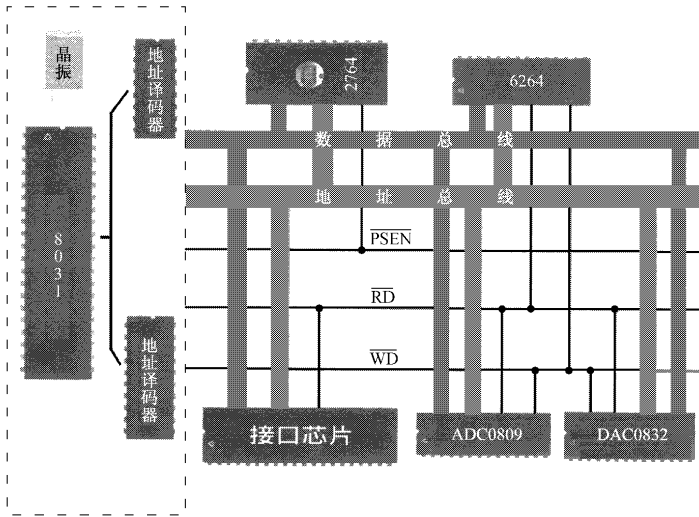 晶振
地址译码器
2764
6264
数据总线
地址总线
8031
PSEN
RD
WD
地址译码器
接口芯片
ADC0809
DAC0832